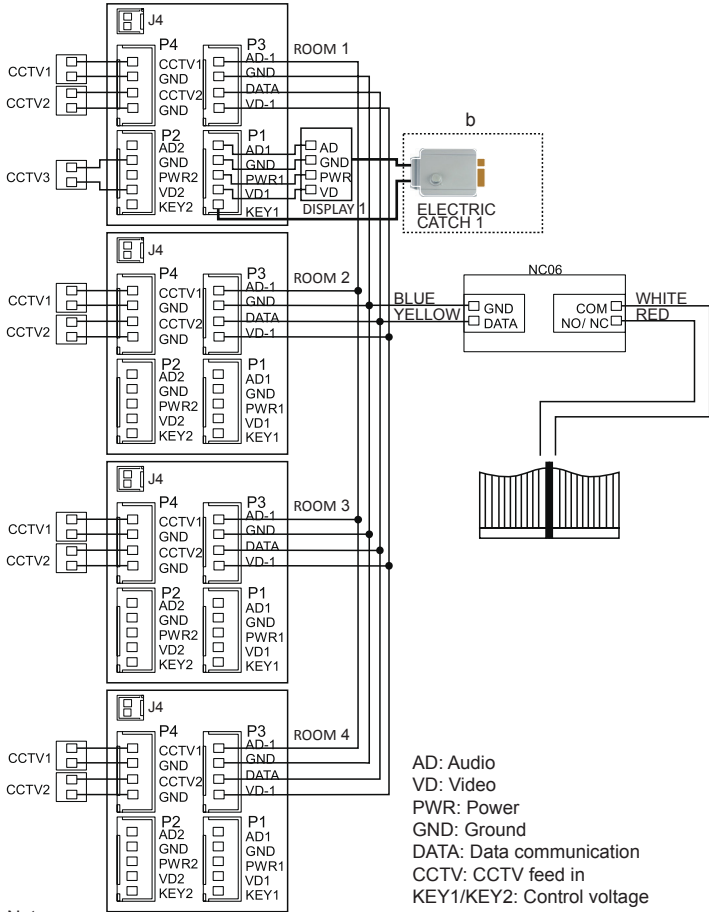 J4
P4
P3
ROOM 1
CCTV1
CCTV1
AD-1
GND
GND
CCTV2
CCTV2
DATA
GND
VD-1
P2
P1
AD2
AD1
AD
GND
GND
GND
CCTV3
PWR2
PWR1
PWR
VD2
VD1
VD
KEY2
KEY1
DISPLAY 1
b
ELECTRIC
CATCH 1
J4
P4
P3
ROOM 2
CCTV1
CCTV1
AD-1
GND
GND
CCTV2
CCTV2
DATA
GND
VD-1
P2
P1
AD2
AD1
GND
GND
PWR2
PWR1
VD2
VD1
KEY2
KEY1
NC06
BLUE
GND
COM
WHITE
YELLOW
DATA
NO/ NC
RED
J4
P4
P3
ROOM 3
CCTV1
CCTV1
AD-1
GND
GND
CCTV2
CCTV2
DATA
GND
VD-1
P2
P1
AD2
AD1
GND
GND
PWR2
PWR1
VD2
VD1
KEY2
KEY1
J4
P4
P3
ROOM 4
CCTV1
CCTV1
AD-1
GND
GND
CCTV2
CCTV2
DATA
GND
VD-1
P2
P1
AD2
AD1
GND
GND
PWR2
PWR1
VD2
VD1
KEY2
KEY1
AD: Audio
VD: Video
PWR: Power
GND: Ground
DATA: Data communication
CCTV: CCTV feed in
KEY1/KEY2: Control voltage